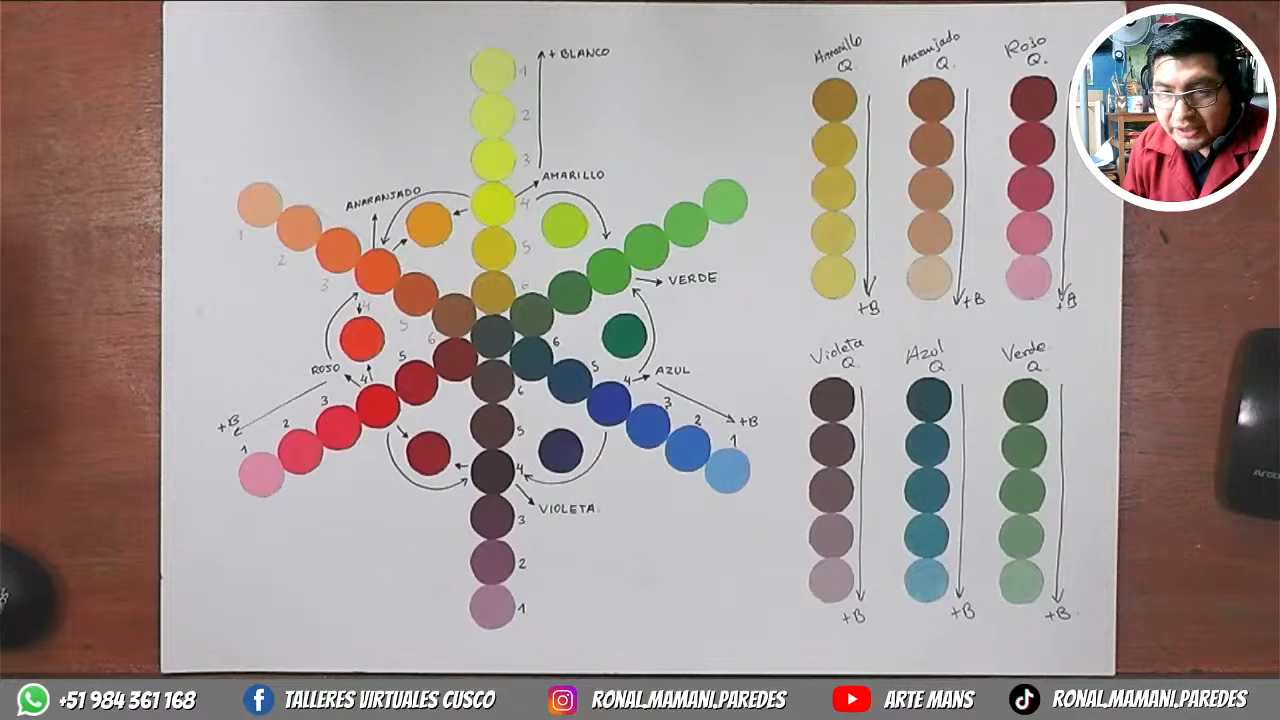 + BLANCO
1
2
3
AMARILLO
4
5
6
ANARANJADO
1
2
3
4
5
6
VERDE
ROJO
+B
1
2
3
4
5
AZUL
+B
1
2
3
4
5
6
6
5
4
VIOLETA
3
2
1
Amarillo
Q.
+B
Anaranjado
Q.
+B
Rojo
Q.
+B
Violeta
Q.
+B
Azul
Q.
+B
Verde
Q.
+B
+51 984 361 168
TALLERES VIRTUALES CUSCO
RONAL.MAMANI.PAREDES
ARTE MANS
RONAL.MAMANI.PAREDES